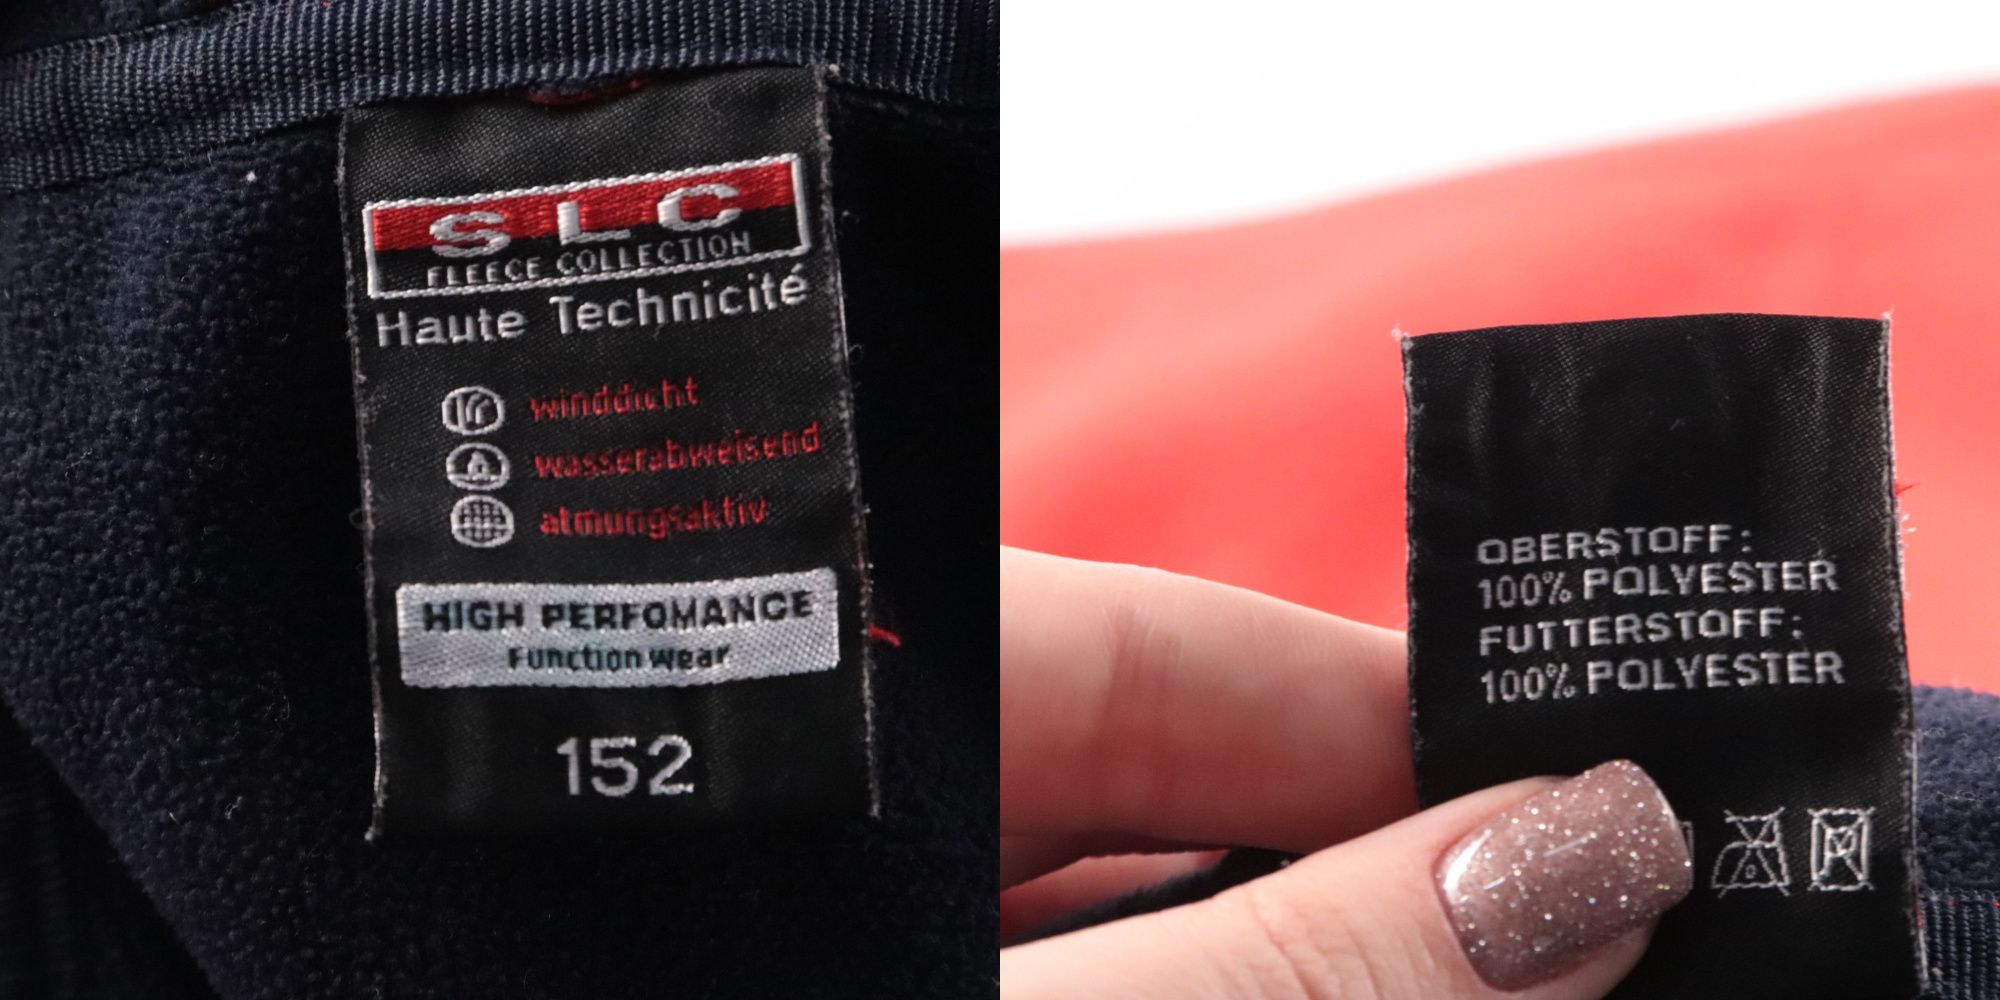 SLC
FLEECE COLLECTION
Haute Technicité
winddicht
wasserabweisend
atmungsaktiv
HIGH PERFOMANCE
Function wear
152
OBERSTOFF:
100% POLYESTER
FUTTERSTOFF:
100% POLYESTER